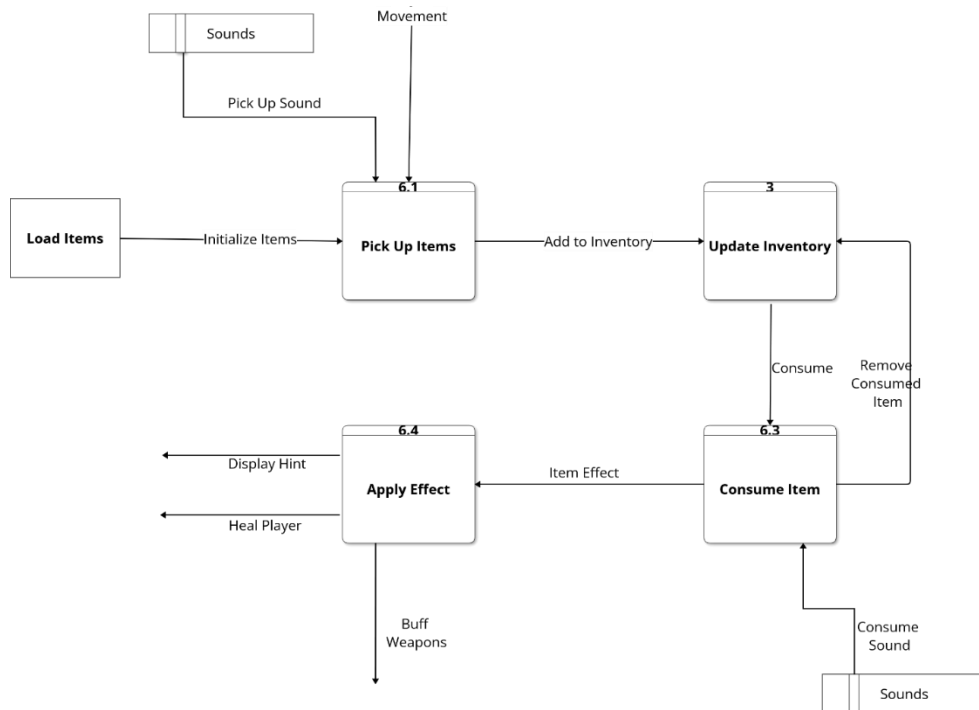 Movement
Sounds
Pick Up Sound
6.1
3
Load Items
Initialize Items
Pick Up Items
Add to Inventory
Update Inventory
Consume
Remove
Consumed
Item
6.4
6.3
Display Hint
Apply Effect
Item Effect
Consume Item
Heal Player
Buff
Weapons
Consume
Sound
Sounds